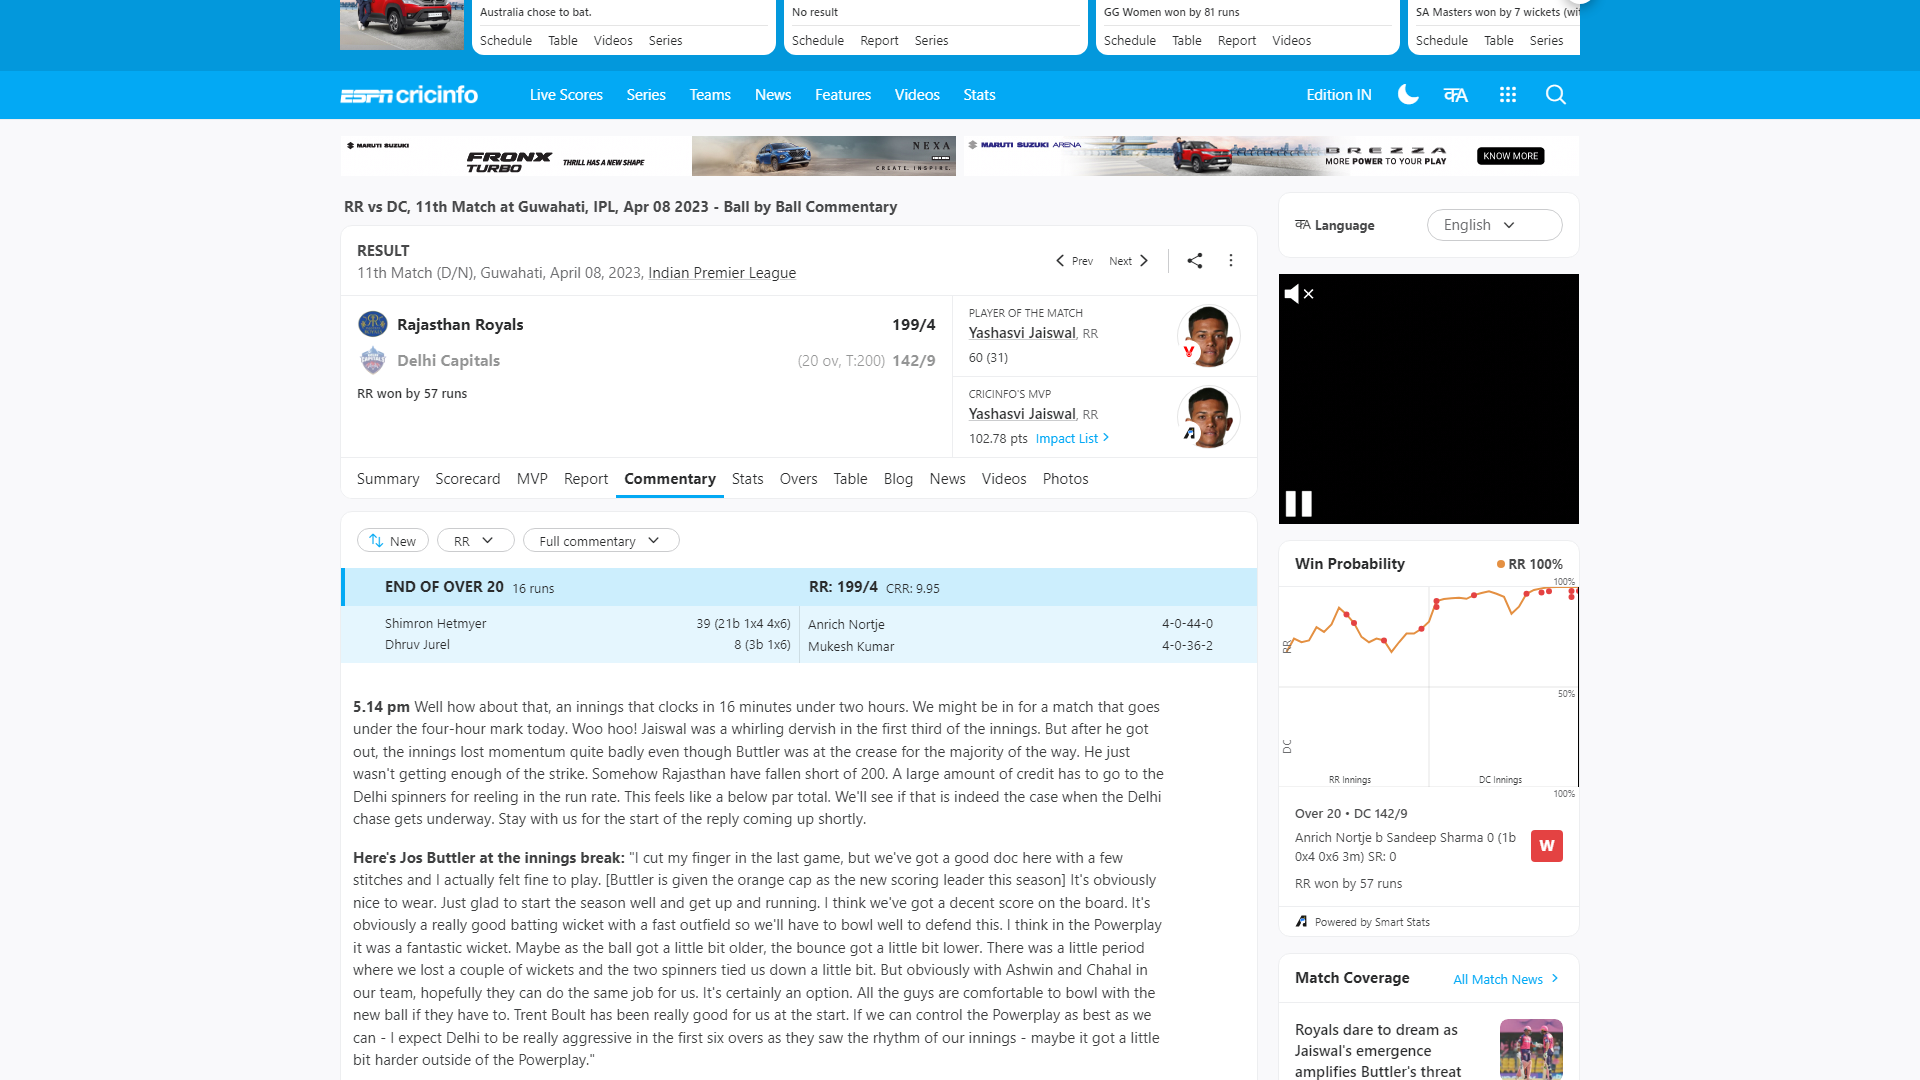 Australia chose to bat.
No result
GG Women won by 81 runs
SA Masters won by 7 wickets
Schedule Table Videos Series
Schedule Report Series
Schedule Table Report Videos
Schedule Table Series
ESPN cricinfo
Live Scores Series Teams News Features Videos Stats
Edition IN
MARUTI SUZUKI
FRONX TURBO THRILL HAS A NEW SHAPE
NEXA
CREATE. INSPIRE.
MARUTI SUZUKI ARENA
BREZZA
MORE POWER TO YOUR PLAY
KNOW MORE
RR vs DC, 11th Match at Guwahati, IPL, Apr 08 2023 - Ball by Ball Commentary
RESULT
11th Match (D/N), Guwahati, April 08, 2023, Indian Premier League
Prev Next
Rajasthan Royals 199/4
Delhi Capitals (20 ov, T:200) 142/9
RR won by 57 runs
PLAYER OF THE MATCH
Yashasvi Jaiswal, RR
60 (31)
CRICINFO'S MVP
Yashasvi Jaiswal, RR
102.78 pts Impact List
Summary Scorecard MVP Report Commentary Stats Overs Table Blog News Videos Photos
New RR Full commentary
END OF OVER 20 16 runs RR: 199/4 CRR: 9.95
Shimron Hetmyer 39 (21b 1x4 4x6) Anrich Nortje 4-0-44-0
Dhruv Jurel 8 (3b 1x6) Mukesh Kumar 4-0-36-2
5.14 pm Well how about that, an innings that clocks in 16 minutes under two hours. We might be in for a match that goes
under the four-hour mark today. Woo hoo! Jaiswal was a whirling dervish in the first third of the innings. But after he got
out, the innings lost momentum quite badly even though Buttler was at the crease for the majority of the way. He just
wasn't getting enough of the strike. Somehow Rajasthan have fallen short of 200. A large amount of credit has to go to the
Delhi spinners for reeling in the run rate. This feels like a below par total. We'll see if that is indeed the case when the Delhi
chase gets underway. Stay with us for the start of the reply coming up shortly.
Here's Jos Buttler at the innings break: "I cut my finger in the last game, but we've got a good doc here with a few
stitches and I actually felt fine to play. [Buttler is given the orange cap as the new scoring leader this season] It's obviously
nice to wear. Just glad to start the season well and get up and running. I think we've got a decent score on the board. It's
obviously a really good batting wicket with a fast outfield so we'll have to bowl well to defend this. I think in the Powerplay
it was a fantastic wicket. Maybe as the ball got a little bit older, the bounce got a little bit lower. There was a little period
where we lost a couple of wickets and the two spinners tied us down a little bit. But obviously with Ashwin and Chahal in
our team, hopefully they can do the same job for us. It's certainly an option. All the guys are comfortable to bowl with the
new ball if they have to. Trent Boult has been really good for us at the start. If we can control the Powerplay as best as we
can - I expect Delhi to be really aggressive in the first six overs as they saw the rhythm of our innings - maybe it got a little
bit harder outside of the Powerplay."
Language English
Win Probability RR 100%
100%
RR
50%
DC
RR Innings DC Innings
100%
Over 20 • DC 142/9
Anrich Nortje b Sandeep Sharma 0 (1b
0x4 0x6 3m) SR: 0
W
RR won by 57 runs
Powered by Smart Stats
Match Coverage All Match News
Royals dare to dream as
Jaiswal's emergence
amplifies Buttler's threat